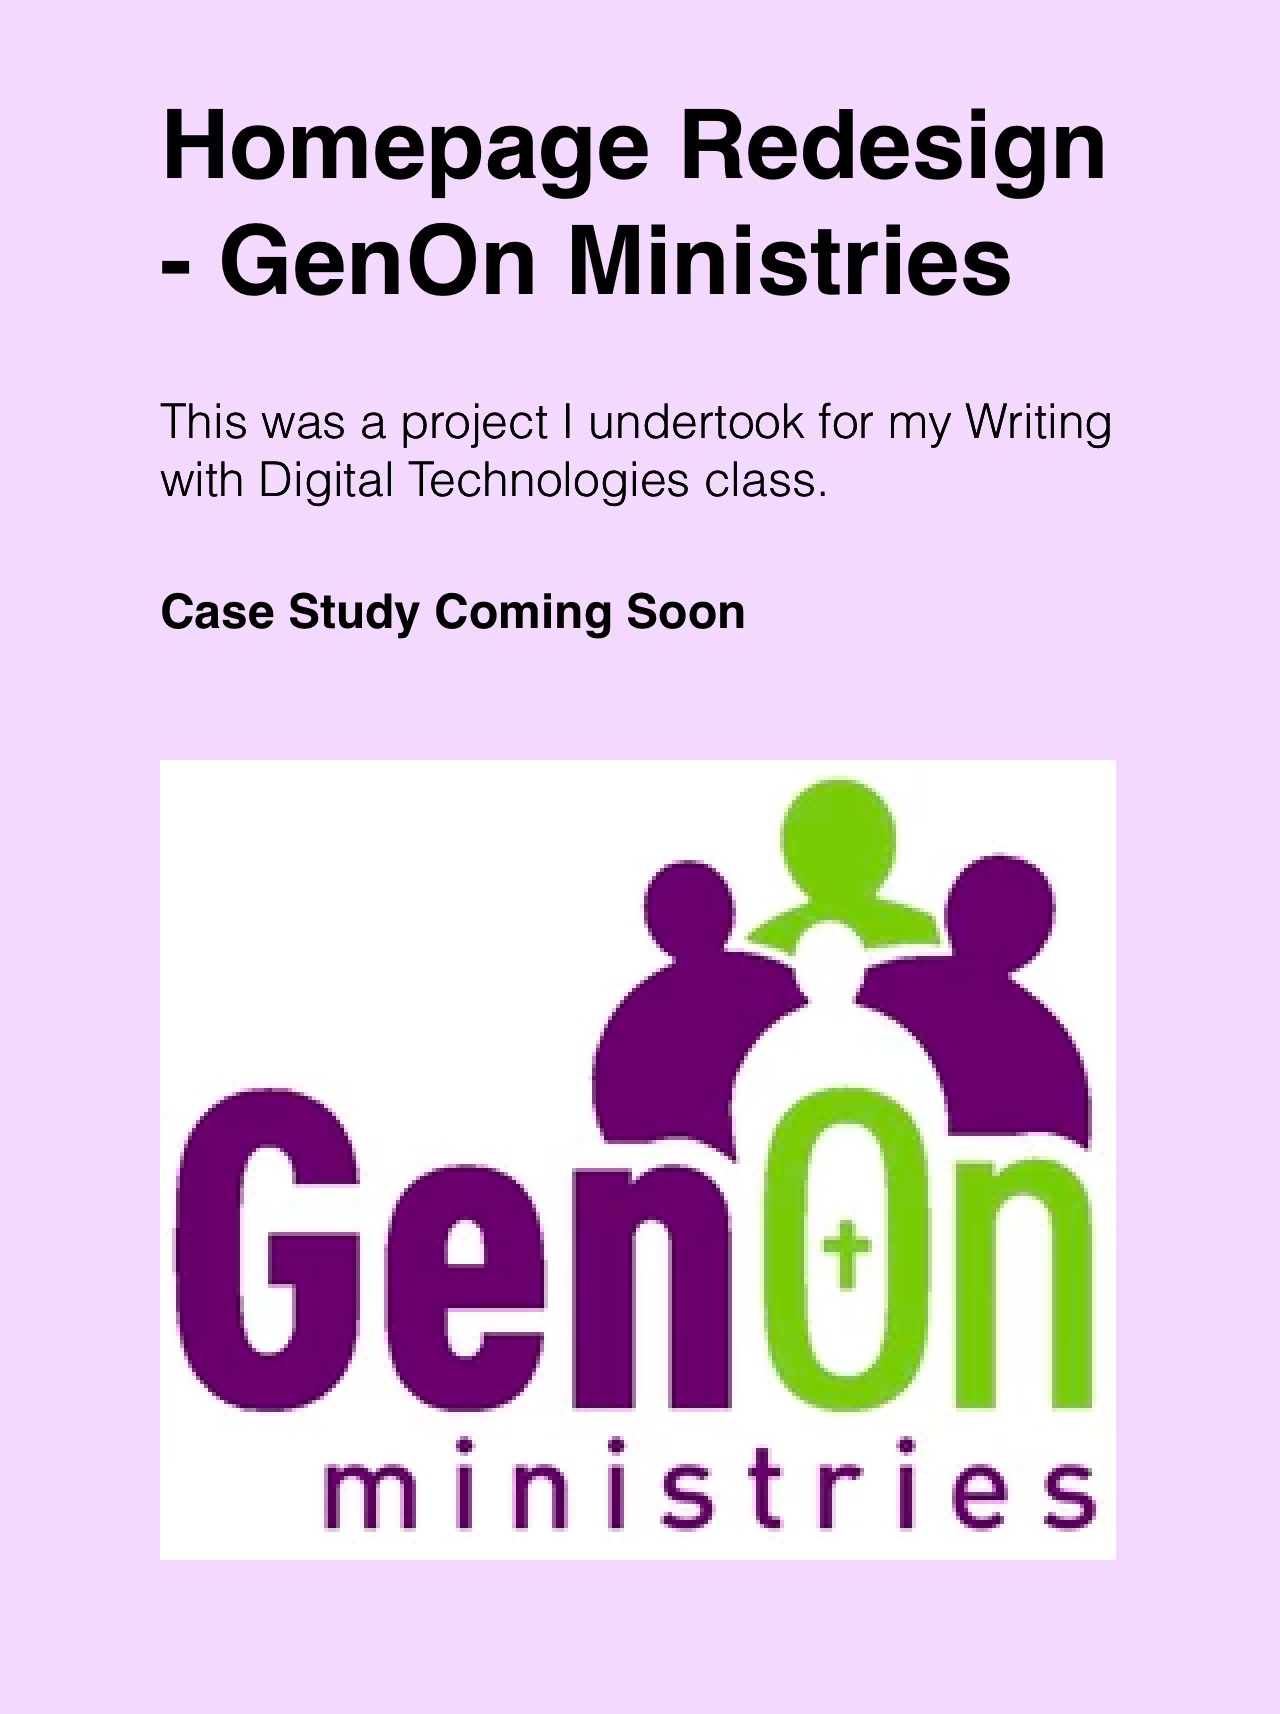 Homepage Redesign
- GenOn Ministries
This was a project I undertook for my Writing
with Digital Technologies class.
Case Study Coming Soon
GenOn
ministries